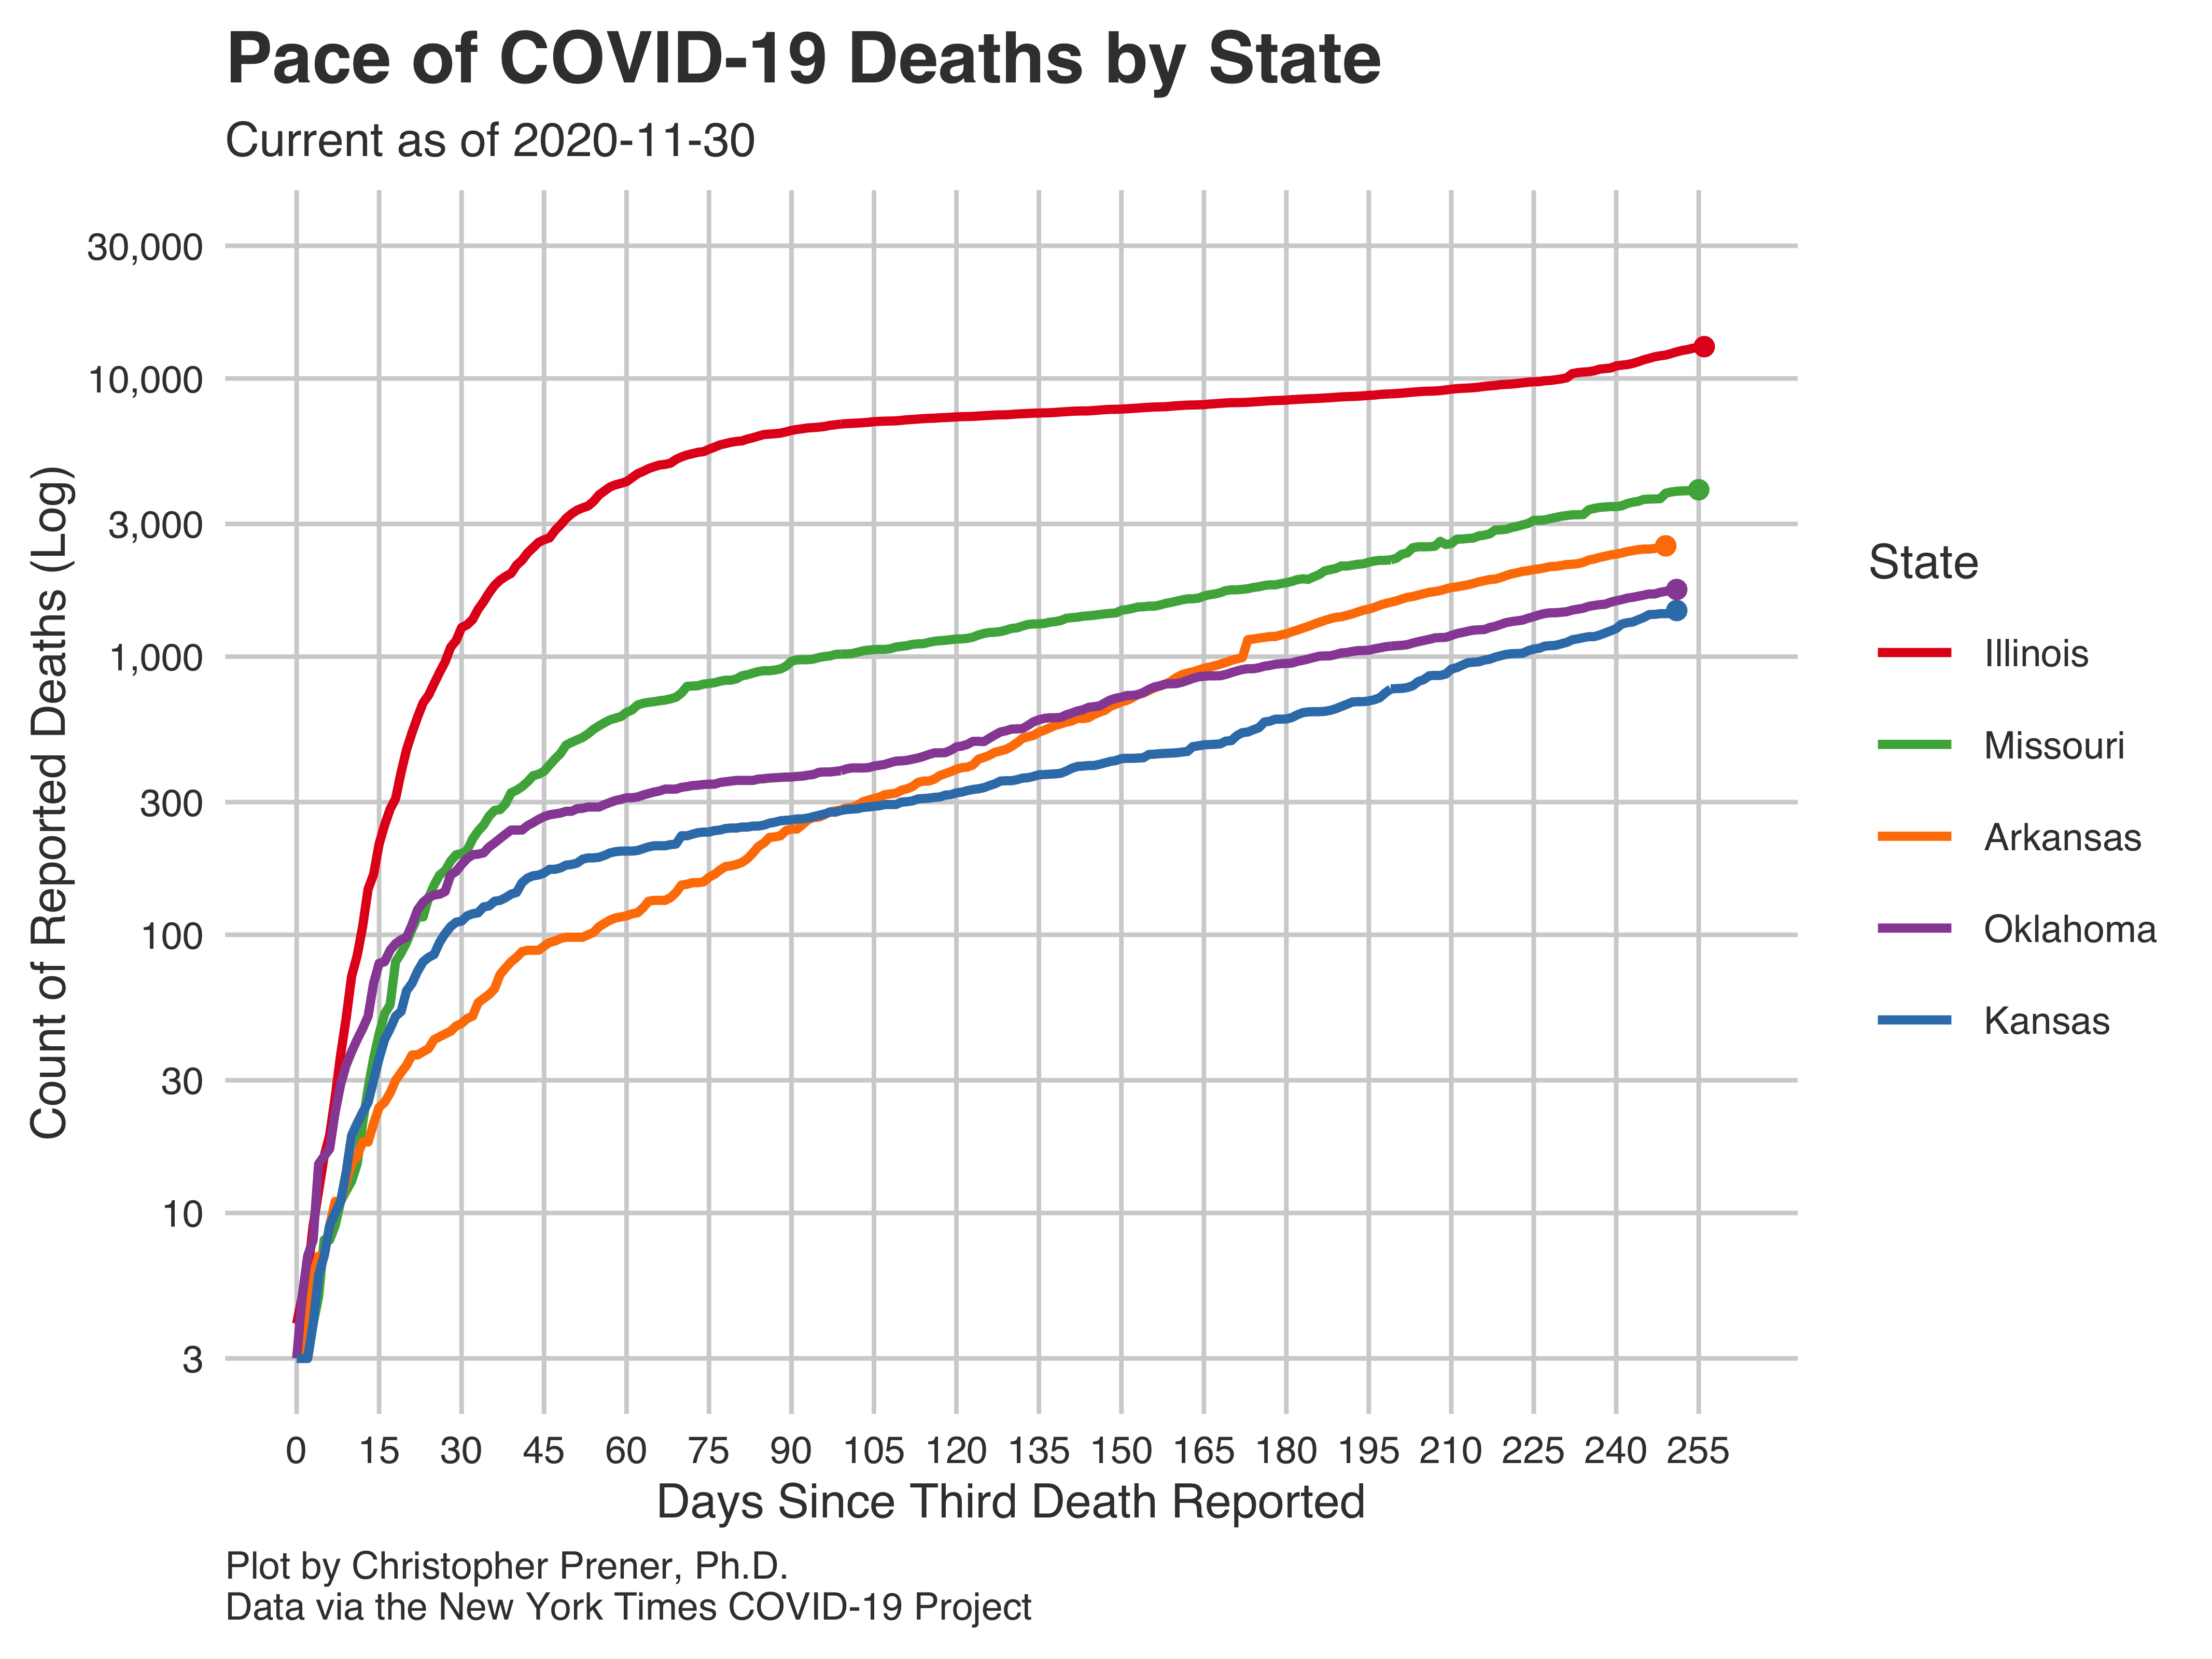 Pace of COVID-19 Deaths by State
Current as of 2020-11-30
Count of Reported Deaths (Log)
30,000
10,000
3,000
1,000
300
100
30
10
3
0 15 30 45 60 75 90 105 120 135 150 165 180 195 210 225 240 255
Days Since Third Death Reported
State
Illinois
Missouri
Arkansas
Oklahoma
Kansas
Plot by Christopher Prener, Ph.D.
Data via the New York Times COVID-19 Project